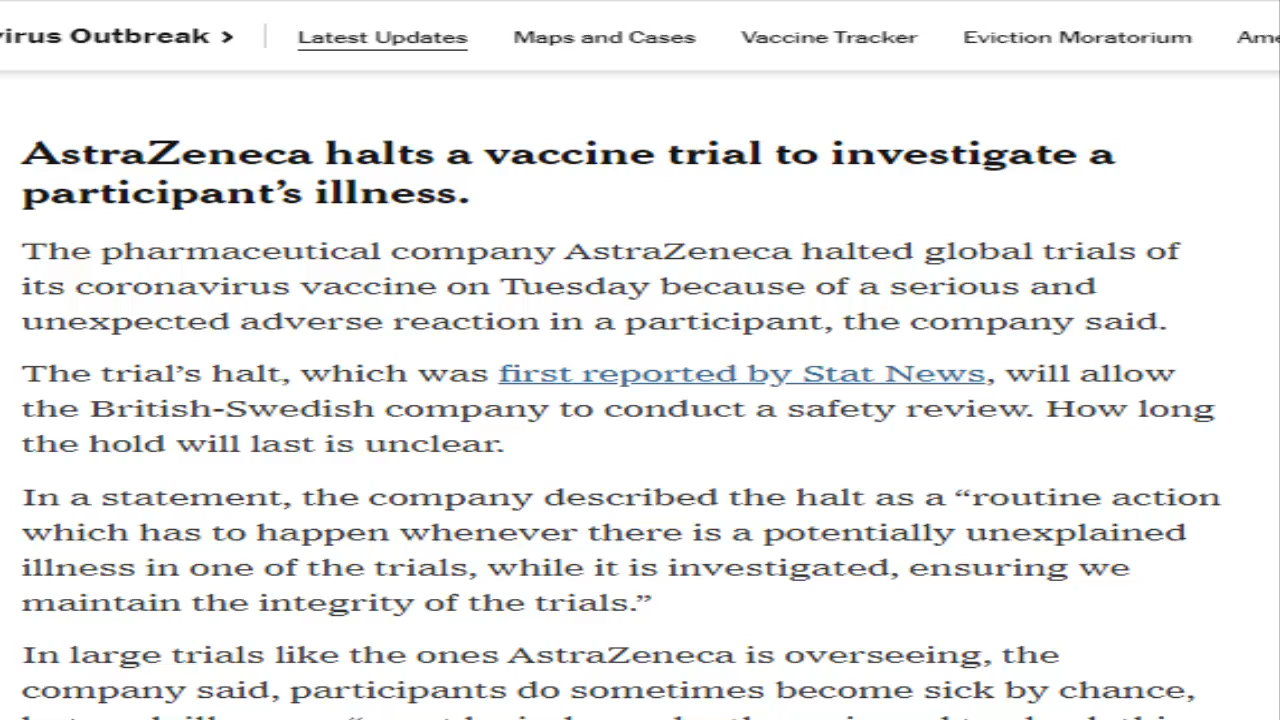 virus Outbreak >
Latest Updates Maps and Cases Vaccine Tracker Eviction Moratorium
AstraZeneca halts a vaccine trial to investigate a
participant’s illness.
The pharmaceutical company AstraZeneca halted global trials of
its coronavirus vaccine on Tuesday because of a serious and
unexpected adverse reaction in a participant, the company said.
The trial’s halt, which was first reported by Stat News, will allow
the British-Swedish company to conduct a safety review. How long
the hold will last is unclear.
In a statement, the company described the halt as a “routine action
which has to happen whenever there is a potentially unexplained
illness in one of the trials, while it is investigated, ensuring we
maintain the integrity of the trials.”
In large trials like the ones AstraZeneca is overseeing, the
company said, participants do sometimes become sick by chance,